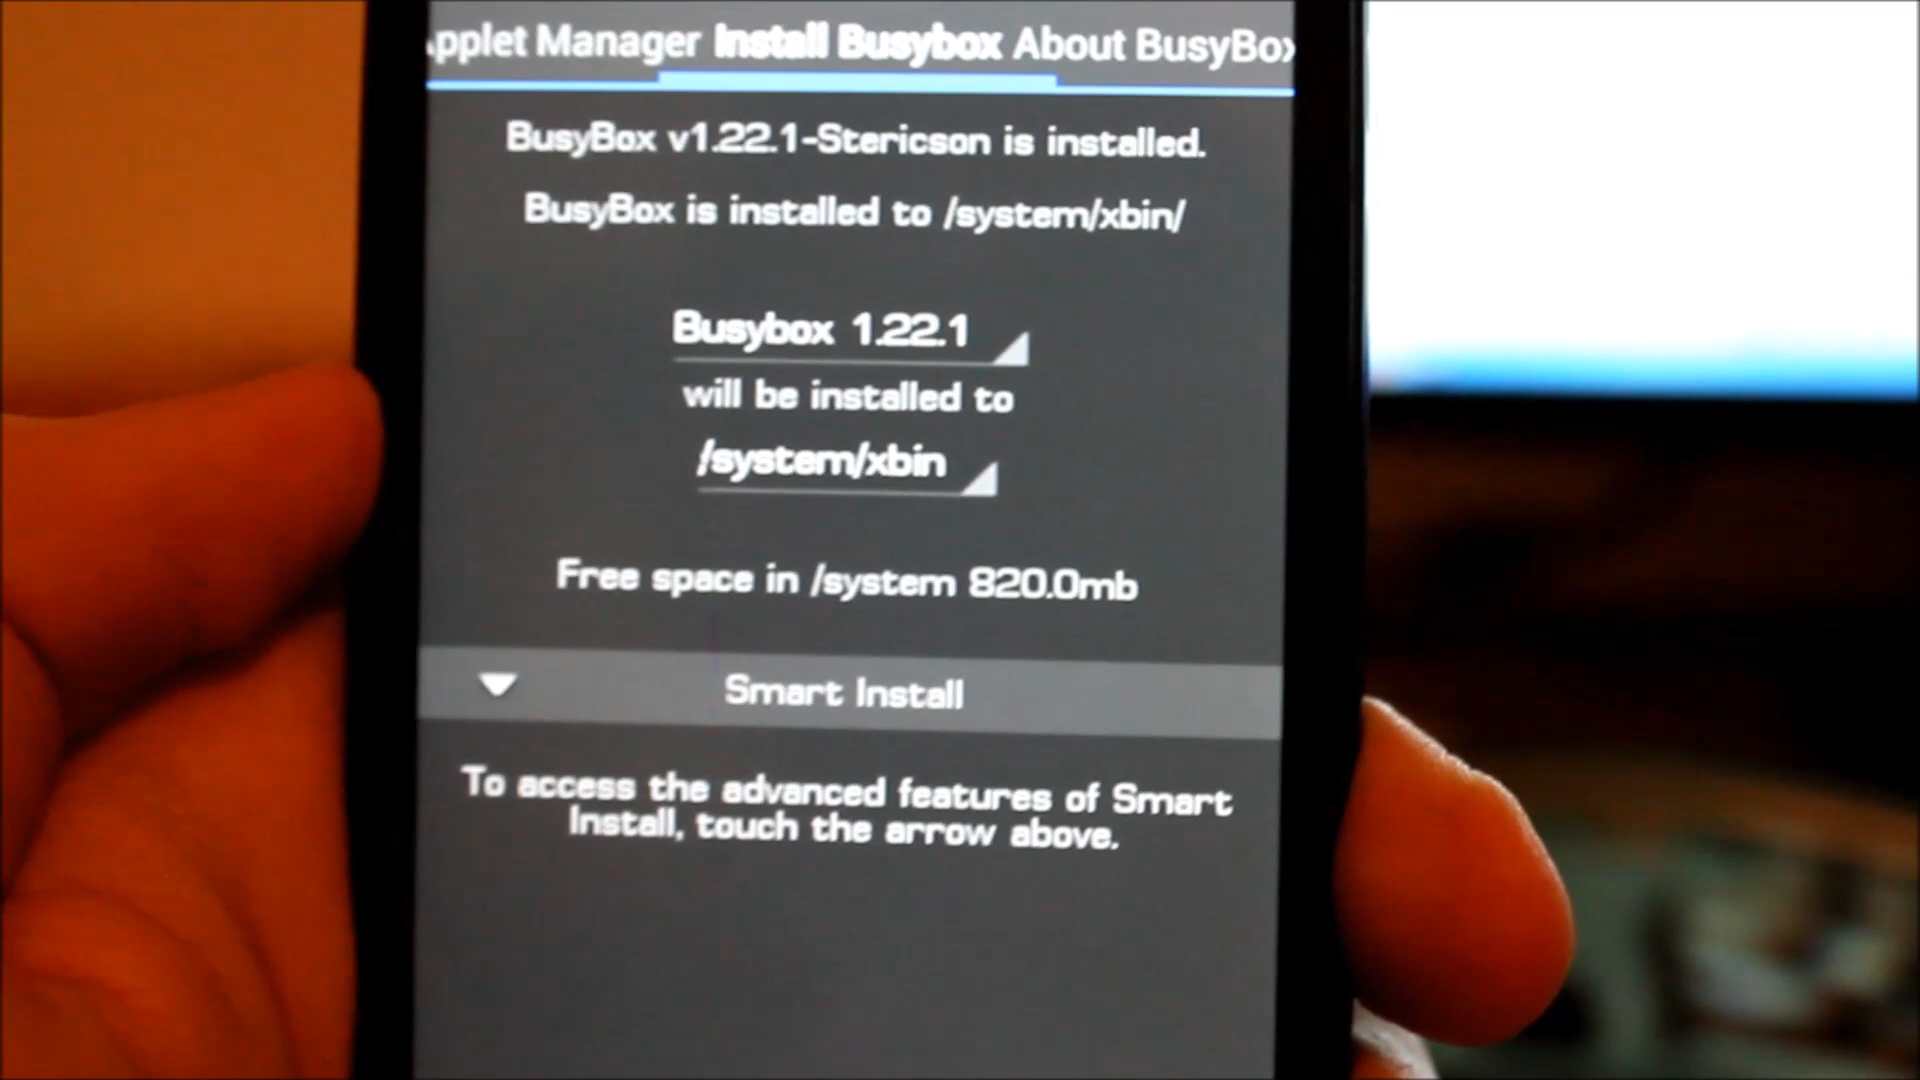 pplet Manager Install Busybox About BusyBox
BusyBox v1.22.1-Stericson is installed.
BusyBox is installed to /system/xbin/
Busybox 1.22.1
will be installed to
/system/xbin
Free space in /system 820.0mb
Smart Install
To access the advanced features of Smart
Install, touch the arrow above.